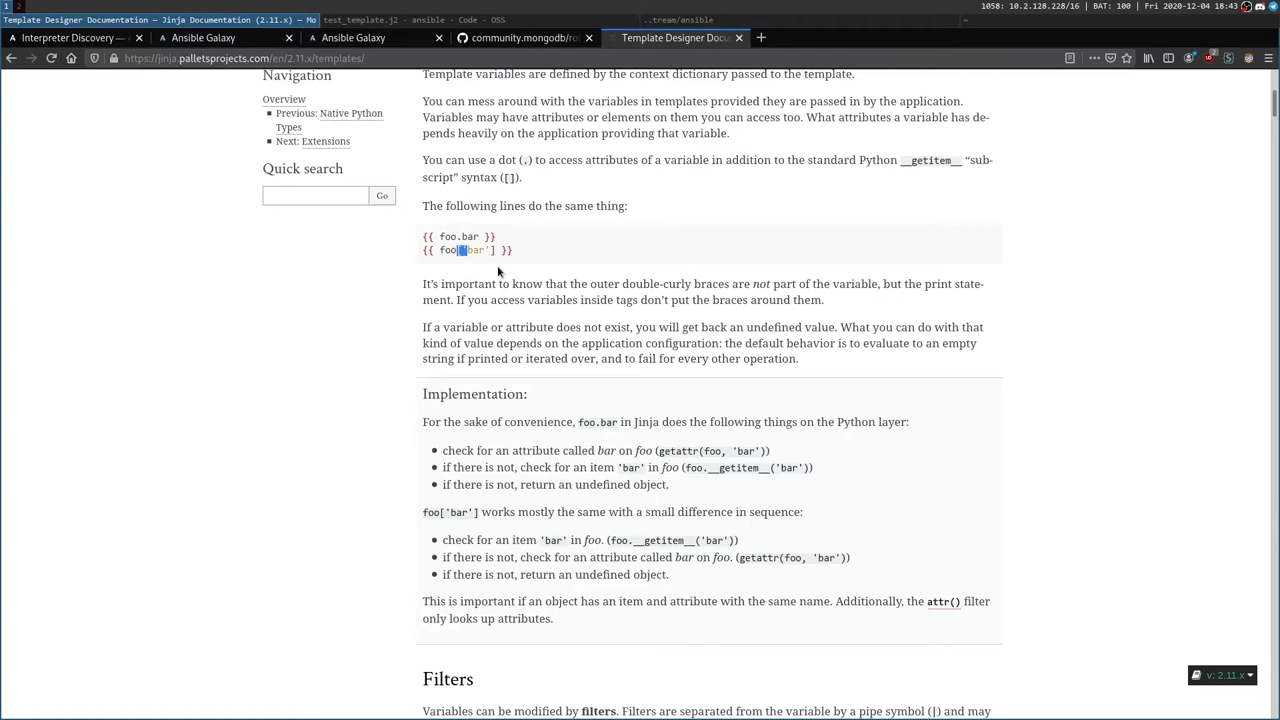 1 2 1058: 10.2.128.228/16 | BAT: 100 | Fri 2020-12-04 18:43
Template Designer Documentation — Jinja Documentation (2.11.x) — Mo test_template.j2 - ansible - Code - OSS ..tream/ansible ~
Interpreter Discovery — Ansible Galaxy Ansible Galaxy community.mongodb/rol Template Designer Docu
https://jinja.palletsprojects.com/en/2.11.x/templates/
Navigation
Overview
Previous: Native Python
Types
Next: Extensions
Quick search
Go
Template variables are defined by the context dictionary passed to the template.
You can mess around with the variables in templates provided they are passed in by the application.
Variables may have attributes or elements on them you can access too. What attributes a variable has de-
pends heavily on the application providing that variable.
You can use a dot (.) to access attributes of a variable in addition to the standard Python __getitem__ “sub-
script” syntax ([]).
The following lines do the same thing:
{{ foo.bar }}
{{ foo['bar'] }}
It’s important to know that the outer double-curly braces are not part of the variable, but the print state-
ment. If you access variables inside tags don’t put the braces around them.
If a variable or attribute does not exist, you will get back an undefined value. What you can do with that
kind of value depends on the application configuration: the default behavior is to evaluate to an empty
string if printed or iterated over, and to fail for every other operation.
Implementation:
For the sake of convenience, foo.bar in Jinja does the following things on the Python layer:
check for an attribute called bar on foo (getattr(foo, 'bar'))
if there is not, check for an item 'bar' in foo (foo.__getitem__('bar'))
if there is not, return an undefined object.
foo['bar'] works mostly the same with a small difference in sequence:
check for an item 'bar' in foo. (foo.__getitem__('bar'))
if there is not, check for an attribute called bar on foo. (getattr(foo, 'bar'))
if there is not, return an undefined object.
This is important if an object has an item and attribute with the same name. Additionally, the attr() filter
only looks up attributes.
Filters
Variables can be modified by filters. Filters are separated from the variable by a pipe symbol (|) and may
v: 2.11.x